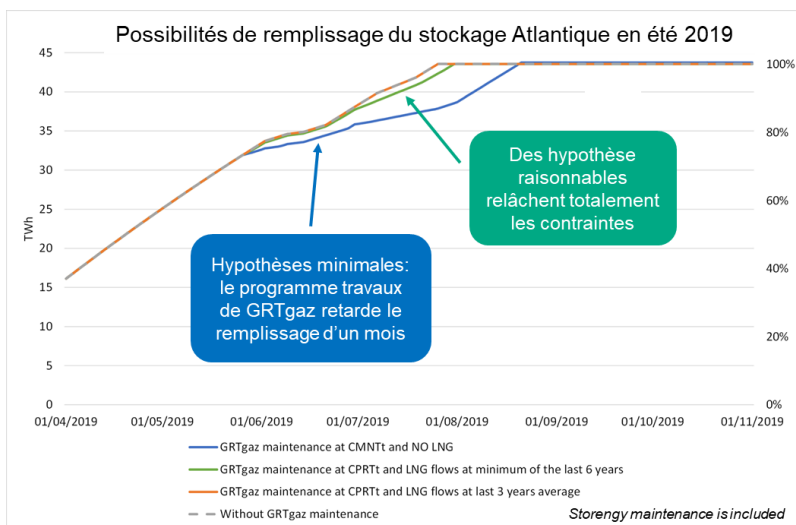 Possibilités de remplissage du stockage Atlantique en été 2019
45
40
35
30
25
20
15
10
5
0
TWh
100%
80%
60%
40%
20%
0%
Des hypothèse
raisonnables
relâchent totalement
les contraintes
Hypothèses minimales:
le programme travaux
de GRTgaz retarde le
remplissage d'un mois
01/04/2019 01/05/2019 01/06/2019 01/07/2019 01/08/2019 01/09/2019 01/10/2019 01/11/2019
GRTgaz maintenance at CMNTt and NO LNG
GRTgaz maintenance at CPRTt and LNG flows at minimum of the last 6 years
GRTgaz maintenance at CPRTt and LNG flows at last 3 years average
Without GRTgaz maintenance
Storengy maintenance is included